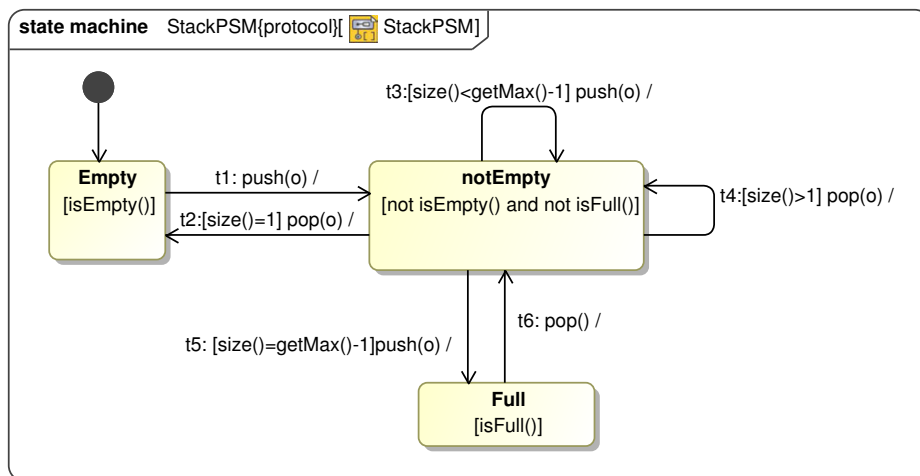 state machine StackPSM{protocol}[ StackPSM]
t3:[size()<getMax()-1] push(o) /
Empty
[isEmpty()]
t1: push(o) /
notEmpty
[not isEmpty() and not isFull()]
t2:[size()=1] pop(o) /
t4:[size()>1] pop(o) /
t5: [size()=getMax()-1]push(o) /
t6: pop() /
Full
[isFull()]